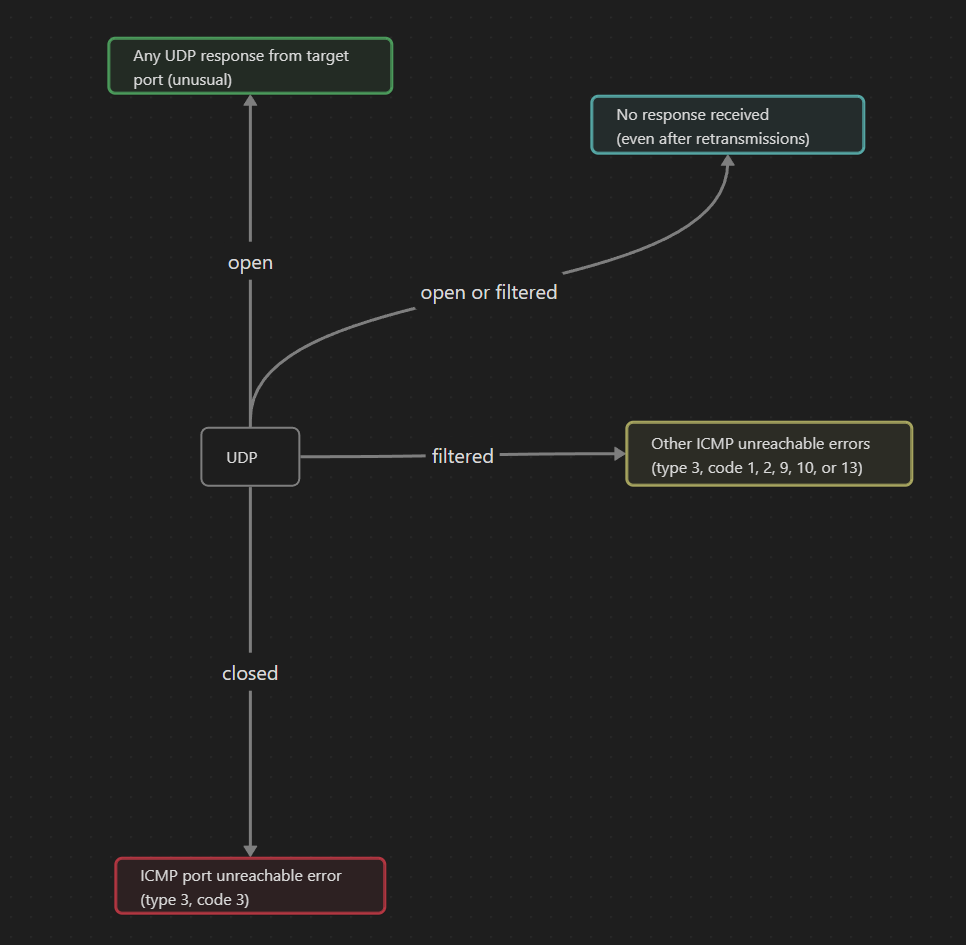 Any UDP response from target
port (unusual)
No response received
(even after retransmissions)
open
open or filtered
UDP
filtered
Other ICMP unreachable errors
(type 3, code 1, 2, 9, 10, or 13)
closed
ICMP port unreachable error
(type 3, code 3)